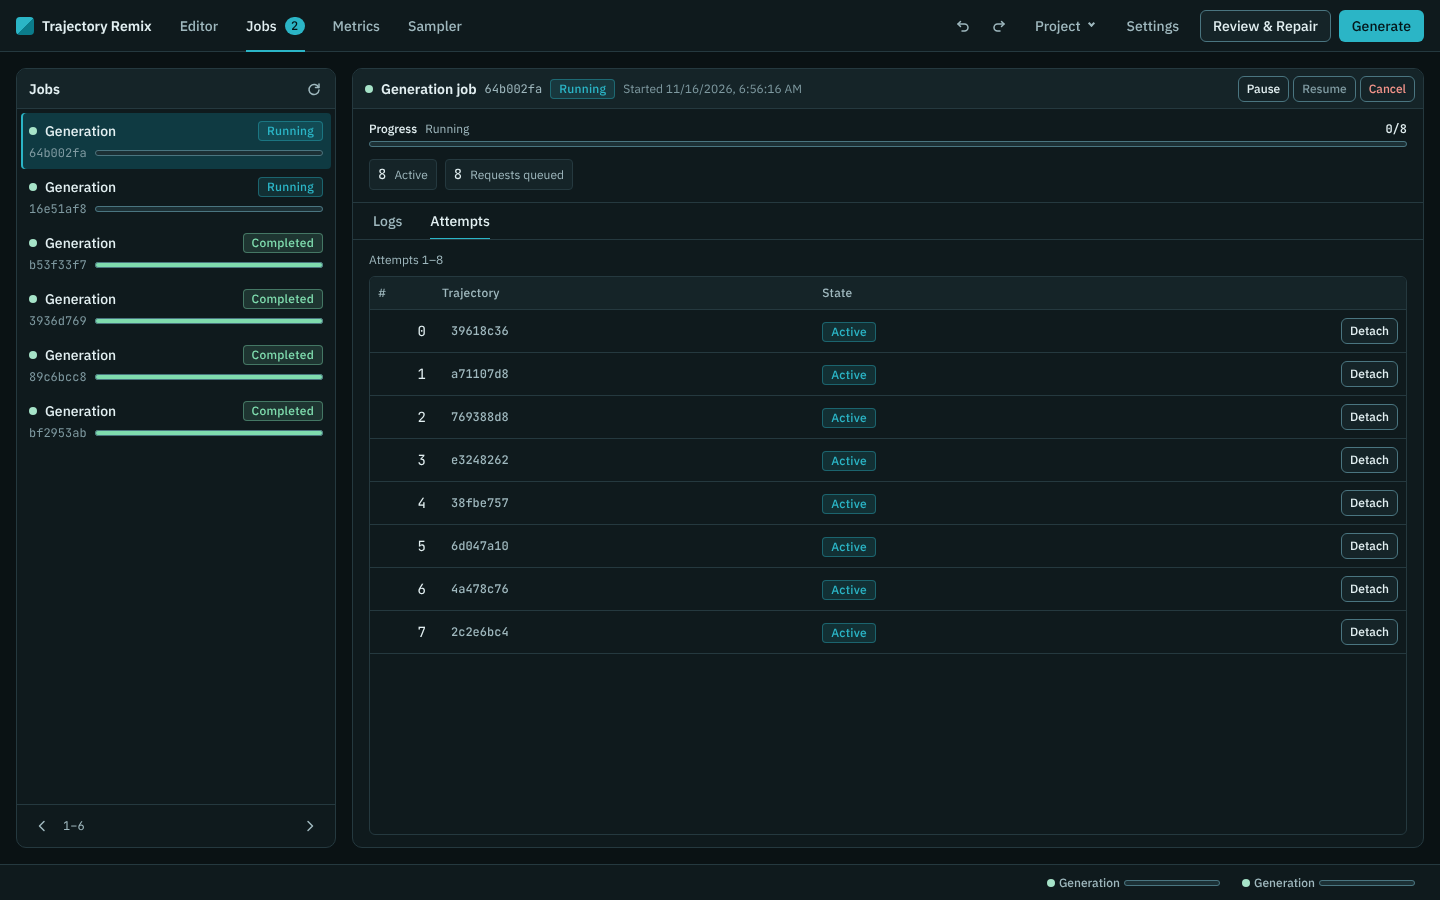 Trajectory Remix Editor Jobs 2 Metrics Sampler Project Settings Review & Repair Generate
Jobs
Generation Running
64b002fa
Generation Running
16e51af8
Generation Completed
b53f33f7
Generation Completed
3936d769
Generation Completed
89c6bcc8
Generation Completed
bf2953ab
1–6
Generation job 64b002fa Running Started 11/16/2026, 6:56:16 AM Pause Resume Cancel
Progress Running 0/8
8 Active 8 Requests queued
Logs Attempts
Attempts 1–8
# Trajectory State
0 39618c36 Active Detach
1 a71107d8 Active Detach
2 769388d8 Active Detach
3 e3248262 Active Detach
4 38fbe757 Active Detach
5 6d047a10 Active Detach
6 4a478c76 Active Detach
7 2c2e6bc4 Active Detach
Generation Generation